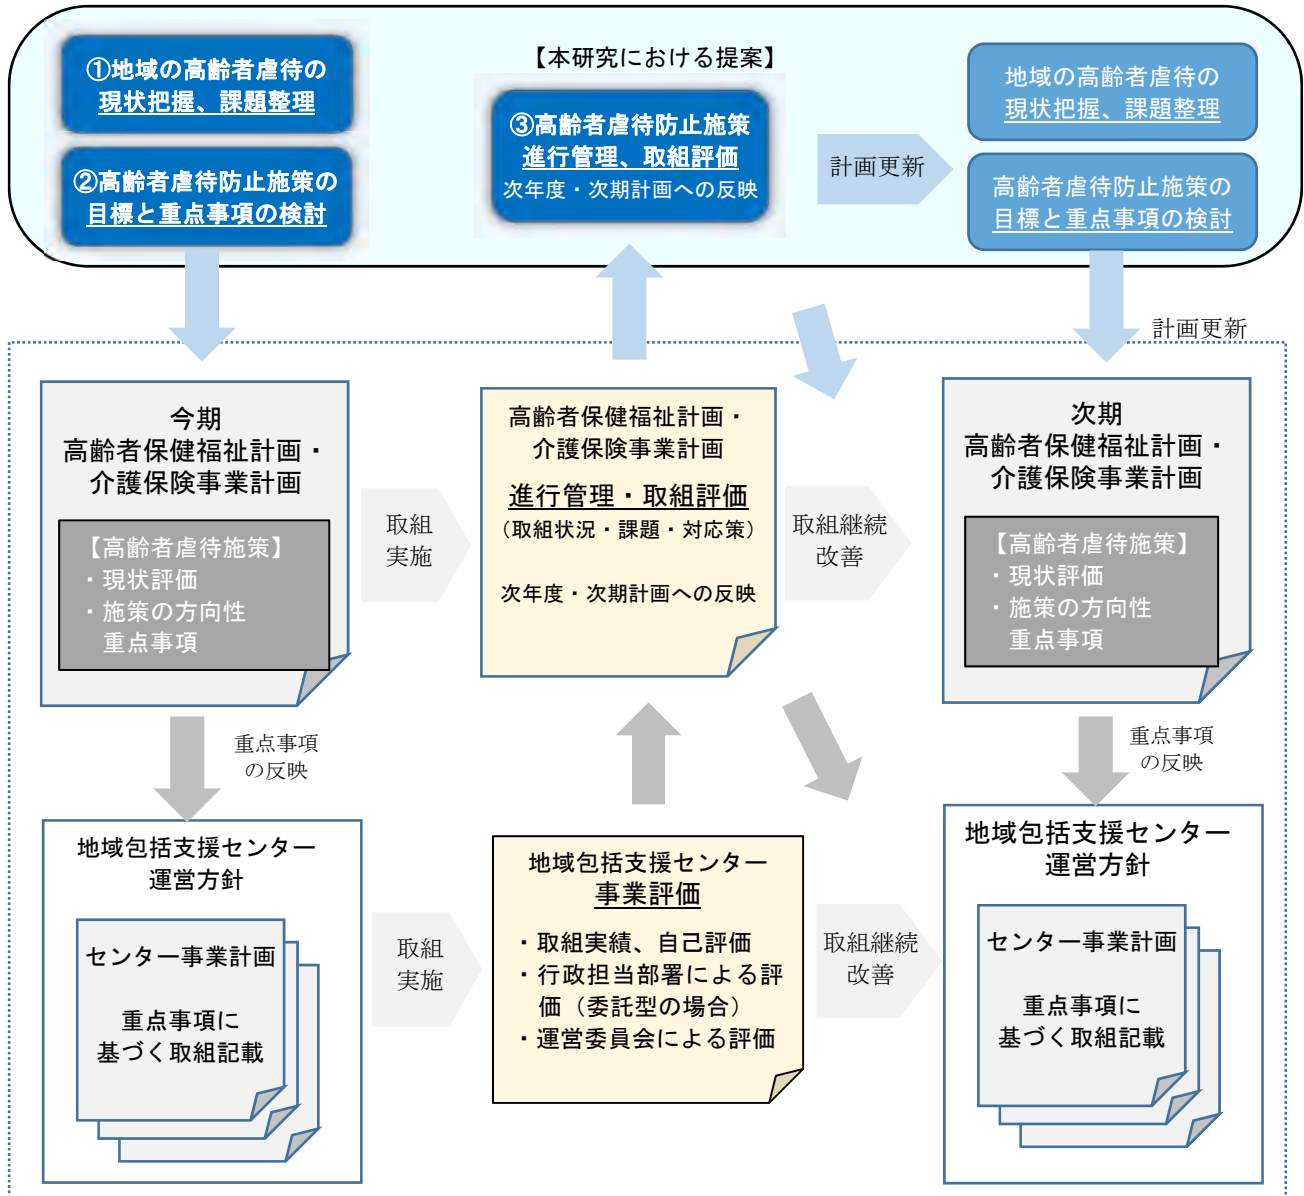 ①地域の高齢者虐待の
現状把握、課題整理
②高齢者虐待防止施策の
目標と重点事項の検討
【本研究における提案】
③高齢者虐待防止施策
進行管理、取組評価
次年度・次期計画への反映
計画更新
地域の高齢者虐待の
現状把握、課題整理
高齢者虐待防止施策の
目標と重点事項の検討
計画更新
今期
高齢者保健福祉計画・
介護保険事業計画
【高齢者虐待施策】
・現状評価
・施策の方向性
重点事項
取組
実施
高齢者保健福祉計画・
介護保険事業計画
進行管理・取組評価
（取組状況・課題・対応策）
次年度・次期計画への反映
取組継続
改善
次期
高齢者保健福祉計画・
介護保険事業計画
【高齢者虐待施策】
・現状評価
・施策の方向性
重点事項
重点事項
の反映
重点事項
の反映
地域包括支援センター
運営方針
センター事業計画
重点事項に
基づく取組記載
取組
実施
地域包括支援センター
事業評価
・取組実績、自己評価
・行政担当部署による評
価（委託型の場合）
・運営委員会による評価
取組継続
改善
地域包括支援センター
運営方針
センター事業計画
重点事項に
基づく取組記載